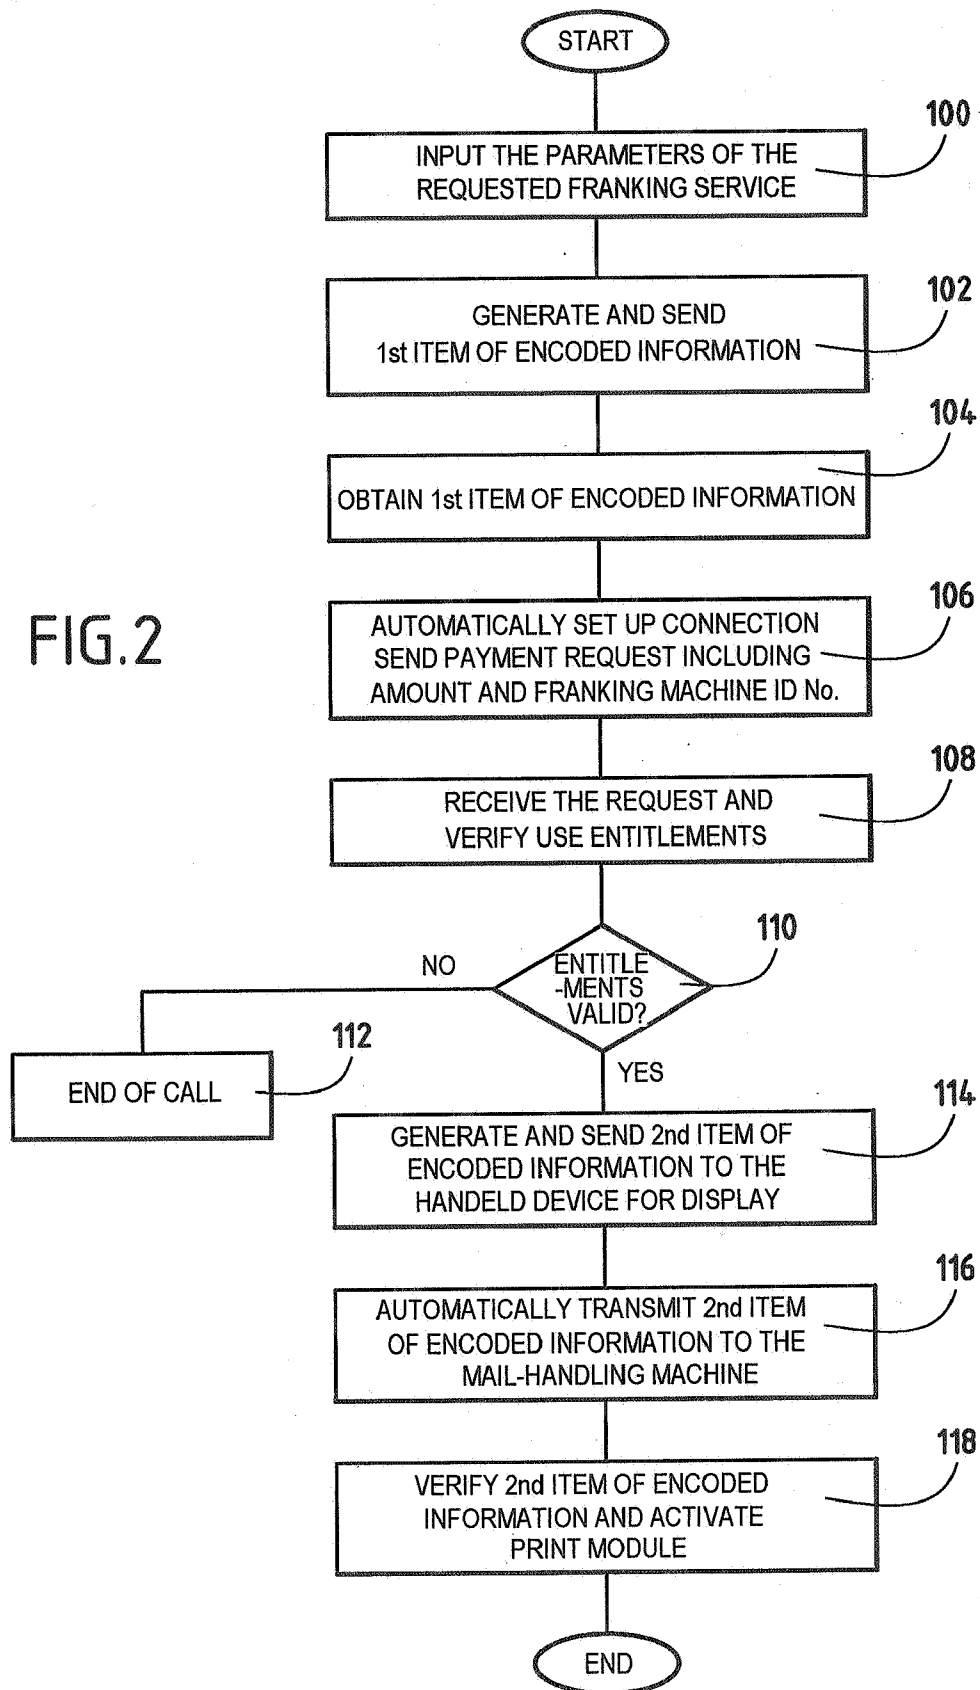 START
100
INPUT THE PARAMETERS OF THE
REQUESTED FRANKING SERVICE
102
GENERATE AND SEND
1st ITEM OF ENCODED INFORMATION
104
OBTAIN 1st ITEM OF ENCODED INFORMATION
FIG.2
106
AUTOMATICALLY SET UP CONNECTION
SEND PAYMENT REQUEST INCLUDING
AMOUNT AND FRANKING MACHINE ID No.
108
RECEIVE THE REQUEST AND
VERIFY USE ENTITLEMENTS
110
ENTITLE
-MENTS
VALID?
NO
YES
112
END OF CALL
114
GENERATE AND SEND 2nd ITEM OF
ENCODED INFORMATION TO THE
HANDELD DEVICE FOR DISPLAY
116
AUTOMATICALLY TRANSMIT 2nd ITEM
OF ENCODED INFORMATION TO THE
MAIL-HANDLING MACHINE
118
VERIFY 2nd ITEM OF ENCODED
INFORMATION AND ACTIVATE
PRINT MODULE
END